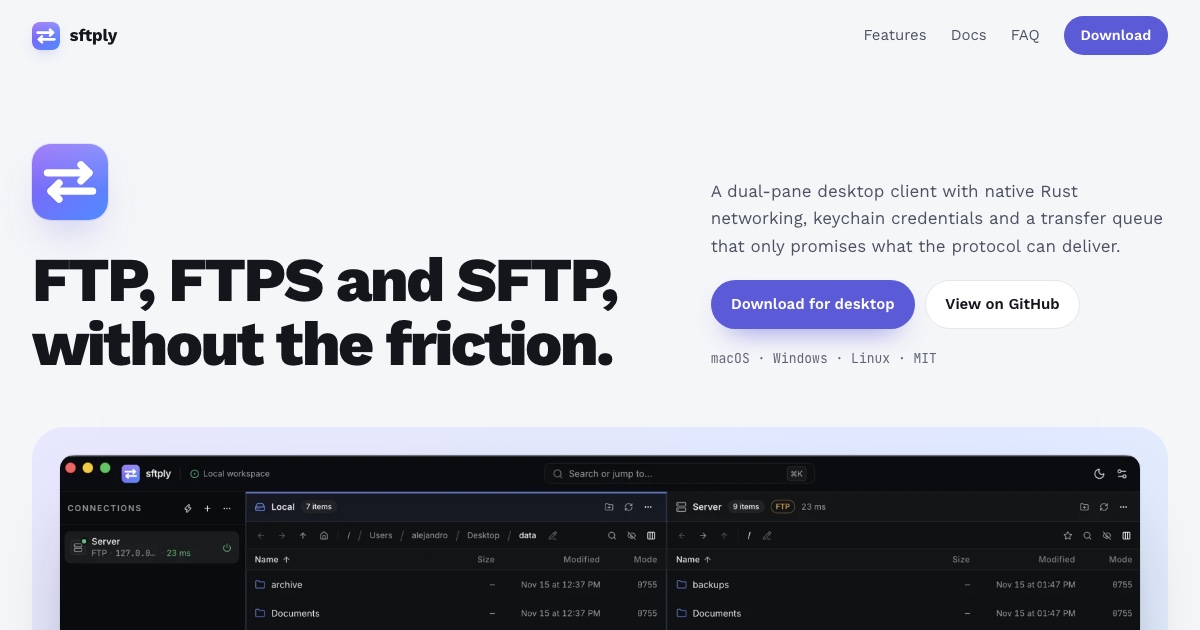 sftply
Features
Docs
FAQ
Download
FTP, FTPS and SFTP,
without the friction.
A dual-pane desktop client with native Rust
networking, keychain credentials and a transfer queue
that only promises what the protocol can deliver.
Download for desktop
View on GitHub
macOS · Windows · Linux · MIT
sftply
Local workspace
Search or jump to...
⌘K
CONNECTIONS
Server
FTP · 127.0.0... · 23 ms
Local 7 items
/ / Users / alejandro / Desktop / data
Name ↑ Size Modified Mode
archive — Nov 15 at 12:37 PM 0755
Documents — Nov 15 at 12:37 PM 0755
Server 9 items FTP 23 ms
/
Name ↑ Size Modified Mode
backups — Nov 15 at 01:47 PM 0755
Documents — Nov 15 at 01:47 PM 0755